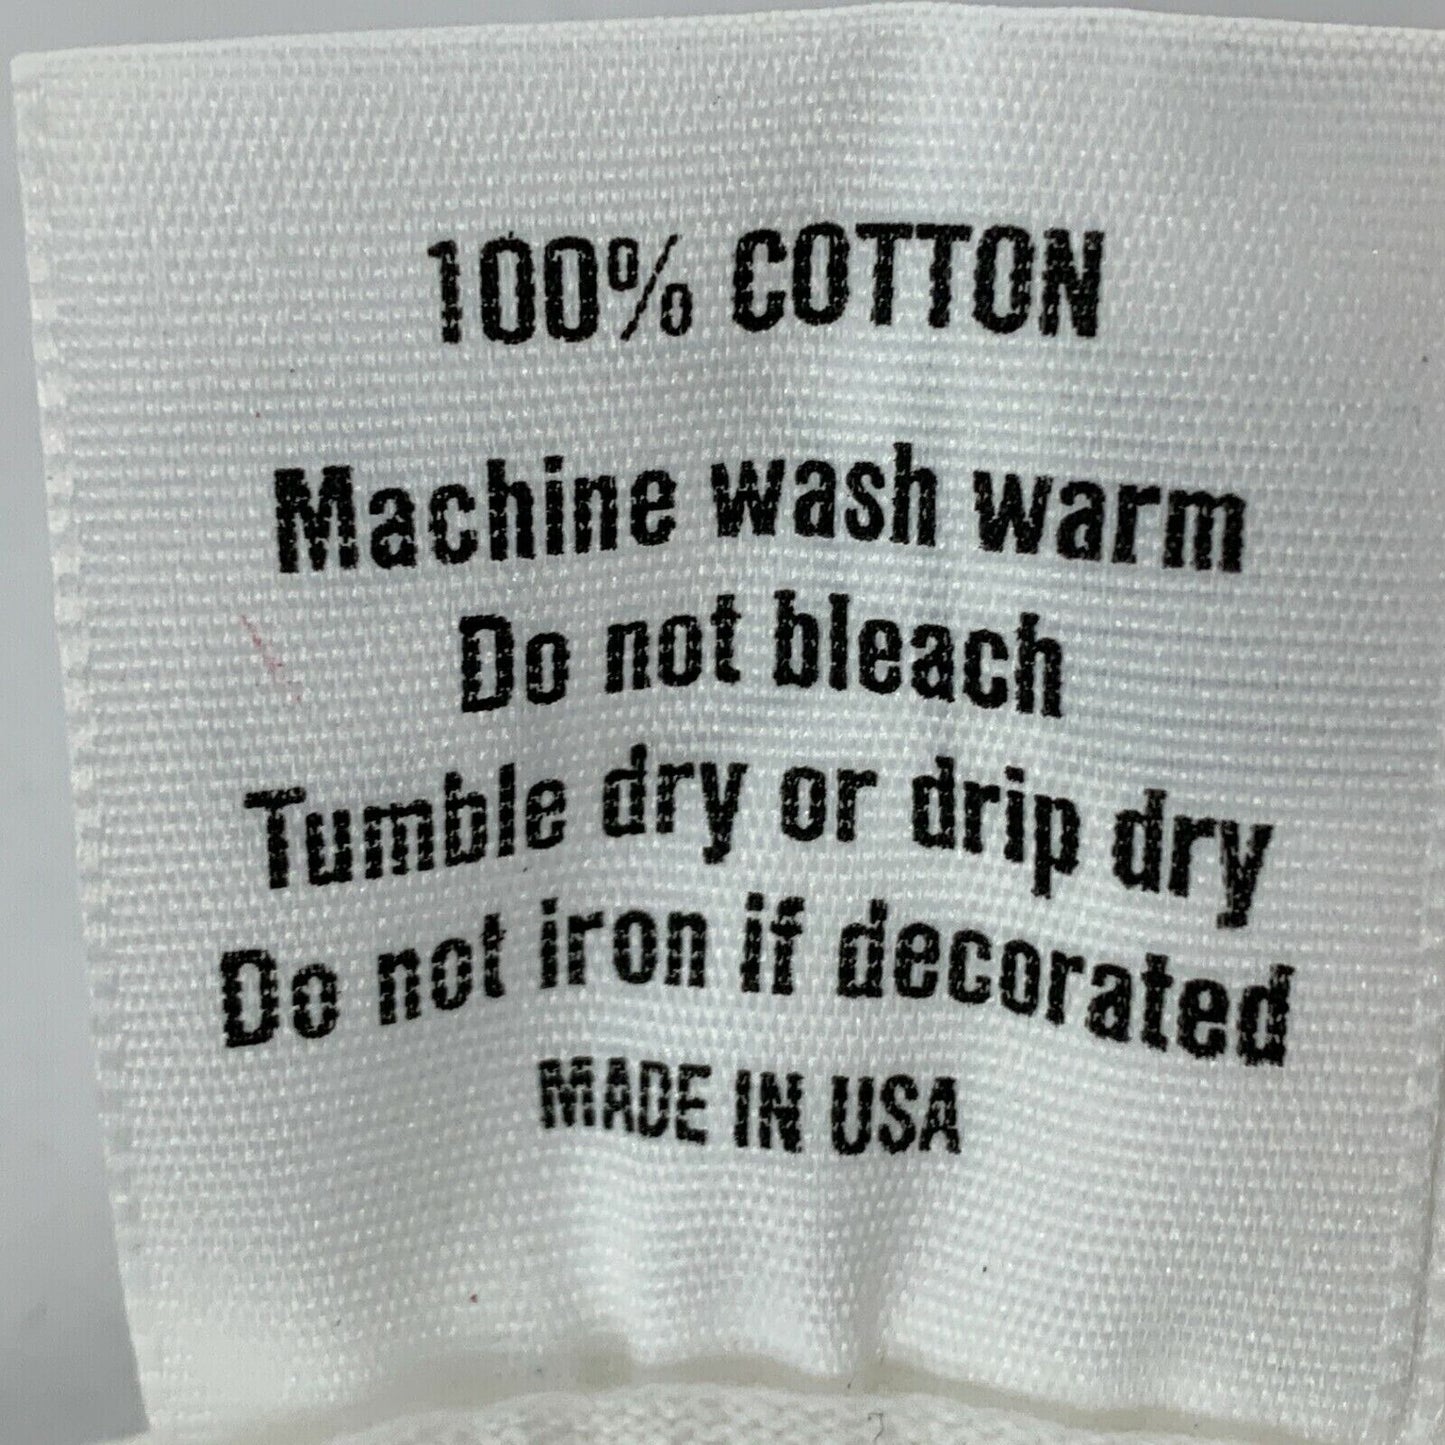 100% COTTON
Machine wash warm
Do not bleach
Tumble dry or drip dry
Do not iron if decorated
MADE IN USA